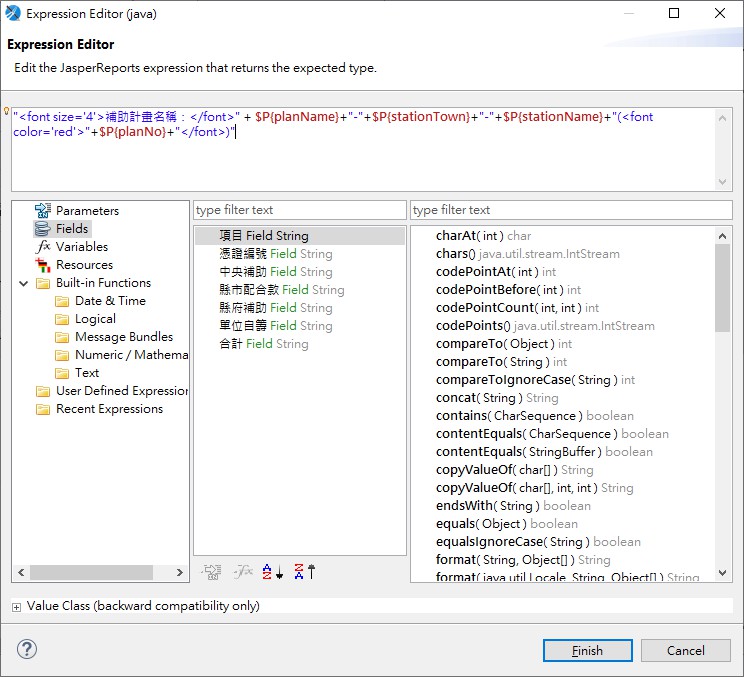 Expression Editor (java)
Expression Editor
Edit the JasperReports expression that returns the expected type.
"<font size='4'>補助計畫名稱：</font>" + $P{planName}+"-"+$P{stationTown}+"-"+$P{stationName}+"(<font
color='red'>"+$P{planNo}+"</font>)"
Parameters
Fields
Variables
Resources
Built-in Functions
Date & Time
Logical
Message Bundles
Numeric / Mathema
Text
User Defined Expression
Recent Expressions
type filter text
項目 Field String
憑證編號 Field String
中央補助 Field String
縣市配合款 Field String
縣府補助 Field String
單位自籌 Field String
合計 Field String
type filter text
charAt( int ) char
chars() java.util.stream.IntStream
codePointAt( int ) int
codePointBefore( int ) int
codePointCount( int, int ) int
codePoints() java.util.stream.IntStream
compareTo( Object ) int
compareTo( String ) int
compareToIgnoreCase( String ) int
concat( String ) String
contains( CharSequence ) boolean
contentEquals( CharSequence ) boolean
contentEquals( StringBuffer ) boolean
copyValueOf( char[] ) String
copyValueOf( char[], int, int ) String
endsWith( String ) boolean
equals( Object ) boolean
equalsIgnoreCase( String ) boolean
format( String, Object[] ) String
format( java.util.Locale, String, Object[] ) String
Value Class (backward compatibility only)
Finish
Cancel